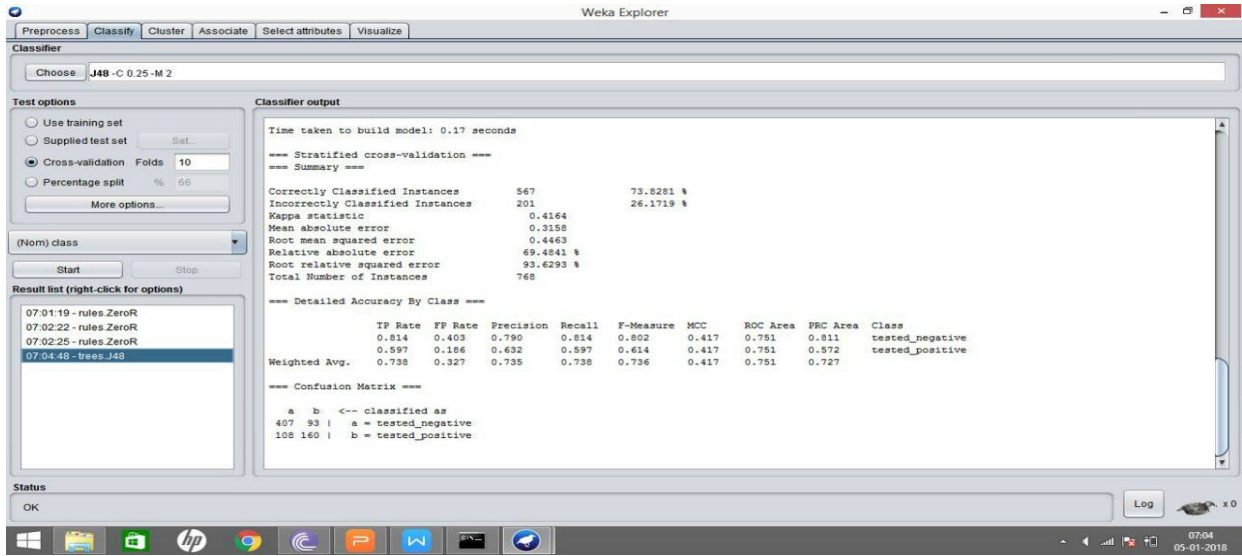 Weka Explorer
Preprocess Classify Cluster Associate Select attributes Visualize
Classifier
Choose J48 -C 0.25 -M 2
Test options
Use training set
Supplied test set Set...
Cross-validation Folds 10
Percentage split % 66
More options...
(Nom) class
Start Stop
Result list (right-click for options)
07:01:19 - rules.ZeroR
07:02:22 - rules.ZeroR
07:02:25 - rules.ZeroR
07:04:48 - trees.J48
Classifier output
Time taken to build model: 0.17 seconds
=== Stratified cross-validation ===
=== Summary ===
Correctly Classified Instances 567 73.8281 %
Incorrectly Classified Instances 201 26.1719 %
Kappa statistic 0.4164
Mean absolute error 0.3158
Root mean squared error 0.4463
Relative absolute error 69.4841 %
Root relative squared error 93.6293 %
Total Number of Instances 768
=== Detailed Accuracy By Class ===
TP Rate FP Rate Precision Recall F-Measure MCC ROC Area PRC Area Class
0.814 0.403 0.790 0.814 0.802 0.417 0.751 0.811 tested_negative
0.597 0.186 0.632 0.597 0.614 0.417 0.751 0.572 tested_positive
Weighted Avg. 0.738 0.327 0.735 0.738 0.736 0.417 0.751 0.727
=== Confusion Matrix ===
a b <-- classified as
407 93 | a = tested_negative
108 160 | b = tested_positive
Status
OK
Log x 0
hp
07:04
05-01-2018